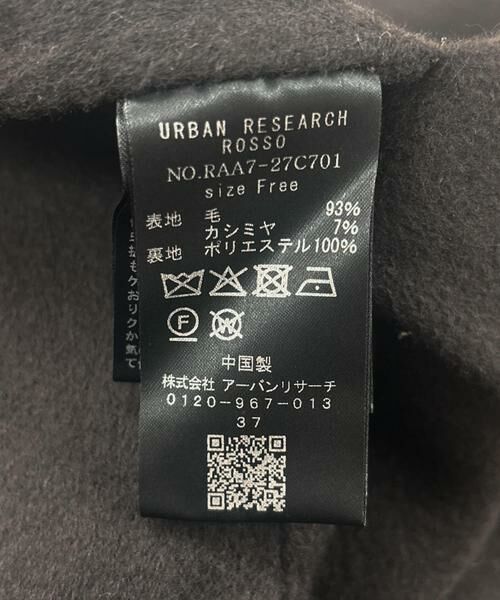 URBAN RESEARCH
ROSSO
NO.RAA7-27C701
size Free
表地 毛 93%
カシミヤ 7%
裏地 ポリエステル100%
F
W
中国製
株式会社 アーバンリサーチ
0120-967-013
37